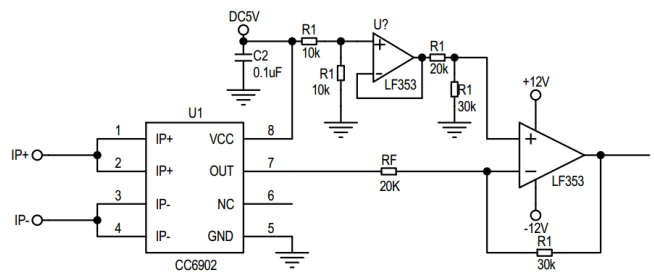 DC5V
C2
0.1uF
R1
10k
R1
10k
U?
+
-
LF353
R1
20k
R1
30k
+12V
+
-
LF353
-12V
R1
30k
RF
20K
U1
IP+
1 IP+ VCC 8
2 IP+ OUT 7
IP-
3 IP- NC 6
4 IP- GND 5
CC6902